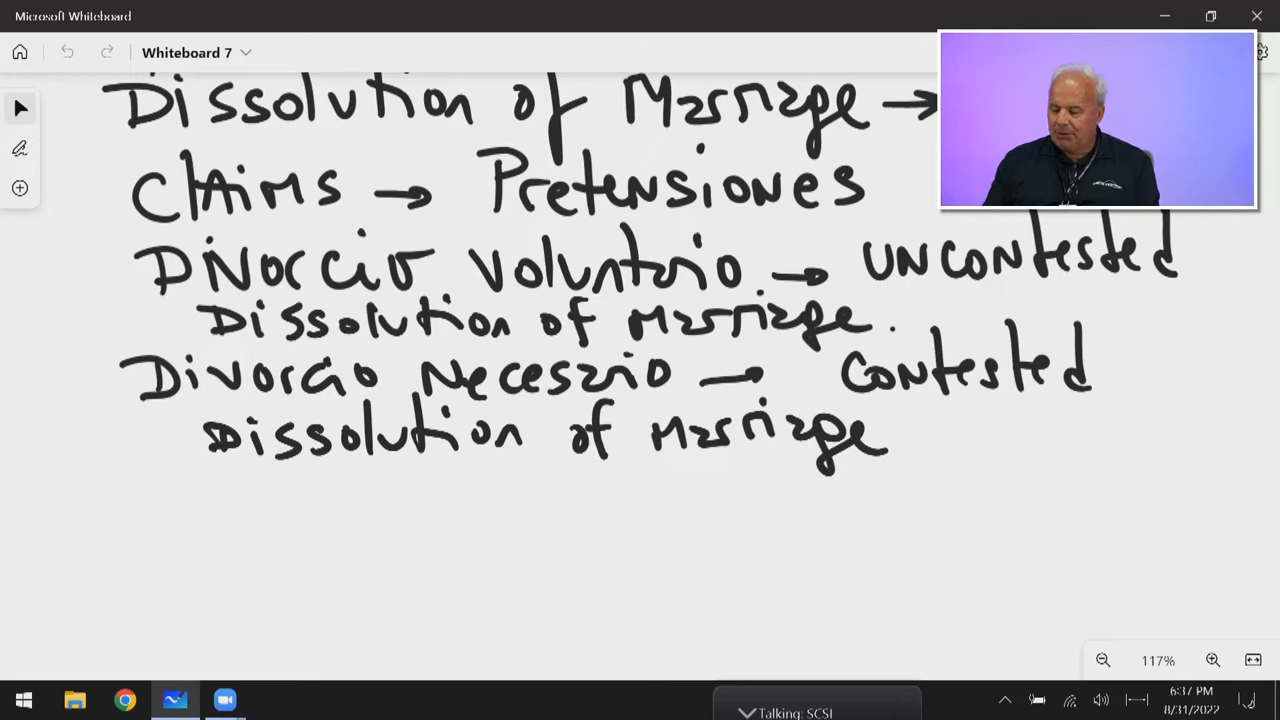 Microsoft Whiteboard
Whiteboard 7
Dissolution of Marriage →
Claims → Pretensiones
Divorcio Voluntario → Uncontested
Dissolution of Marriage.
Divorcio Necesario → Contested
Dissolution of Marriage
117%
Talking: SCSI
6:37 PM
8/31/2022